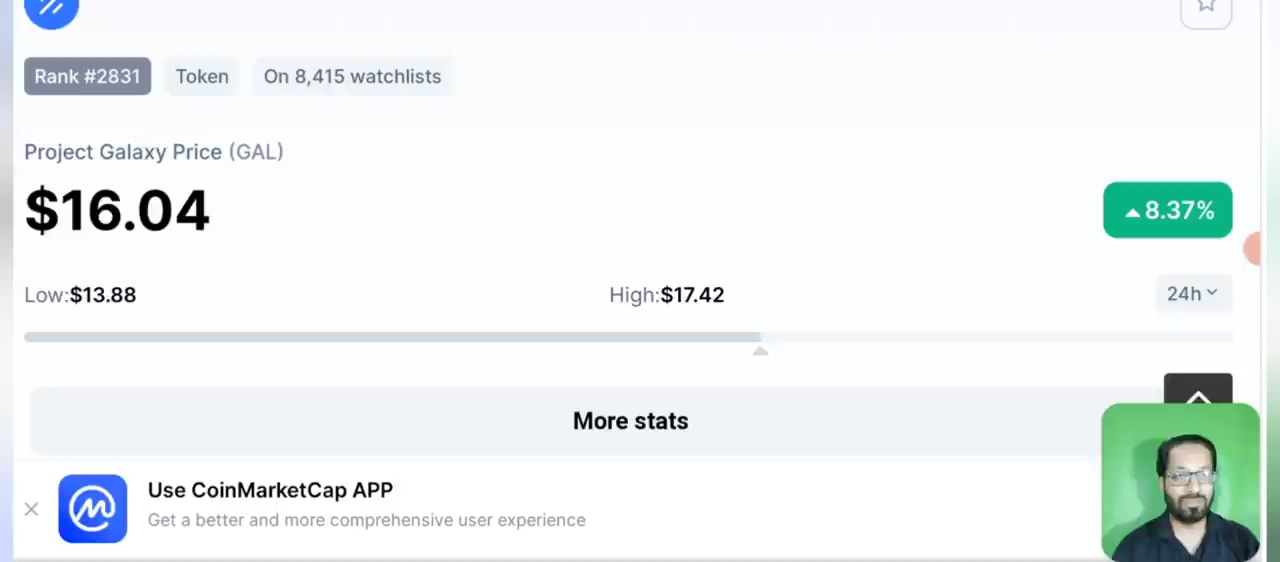 Rank #2831 Token On 8,415 watchlists
Project Galaxy Price (GAL)
$16.04
8.37%
Low:$13.88 High:$17.42 24h
More stats
Use CoinMarketCap APP
Get a better and more comprehensive user experience